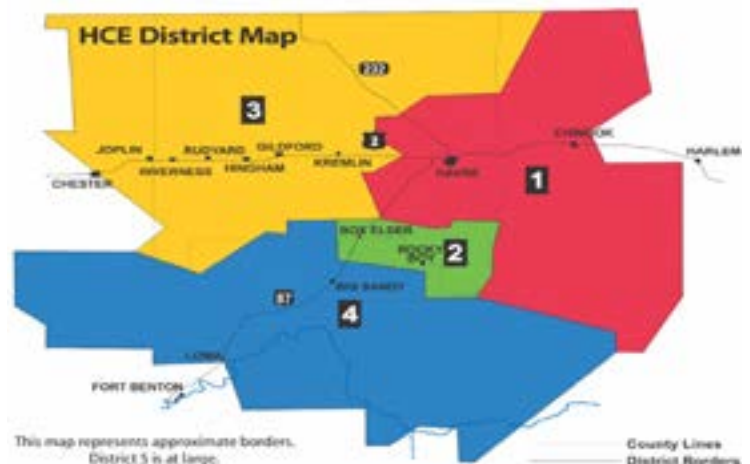 HCE District Map
232
3
JOPLIN
RUDYARD
GILDFORD
2
CHINOOK
CHESTER
INVERNESS
HINGHAM
KREMLIN
HAVRE
HARLEM
1
BOX ELDER
ROCKY
BOY
2
BIG SANDY
87
4
LOMA
FORT BENTON
This map represents approximate borders.
District 5 is at large.
County Lines
District Borders